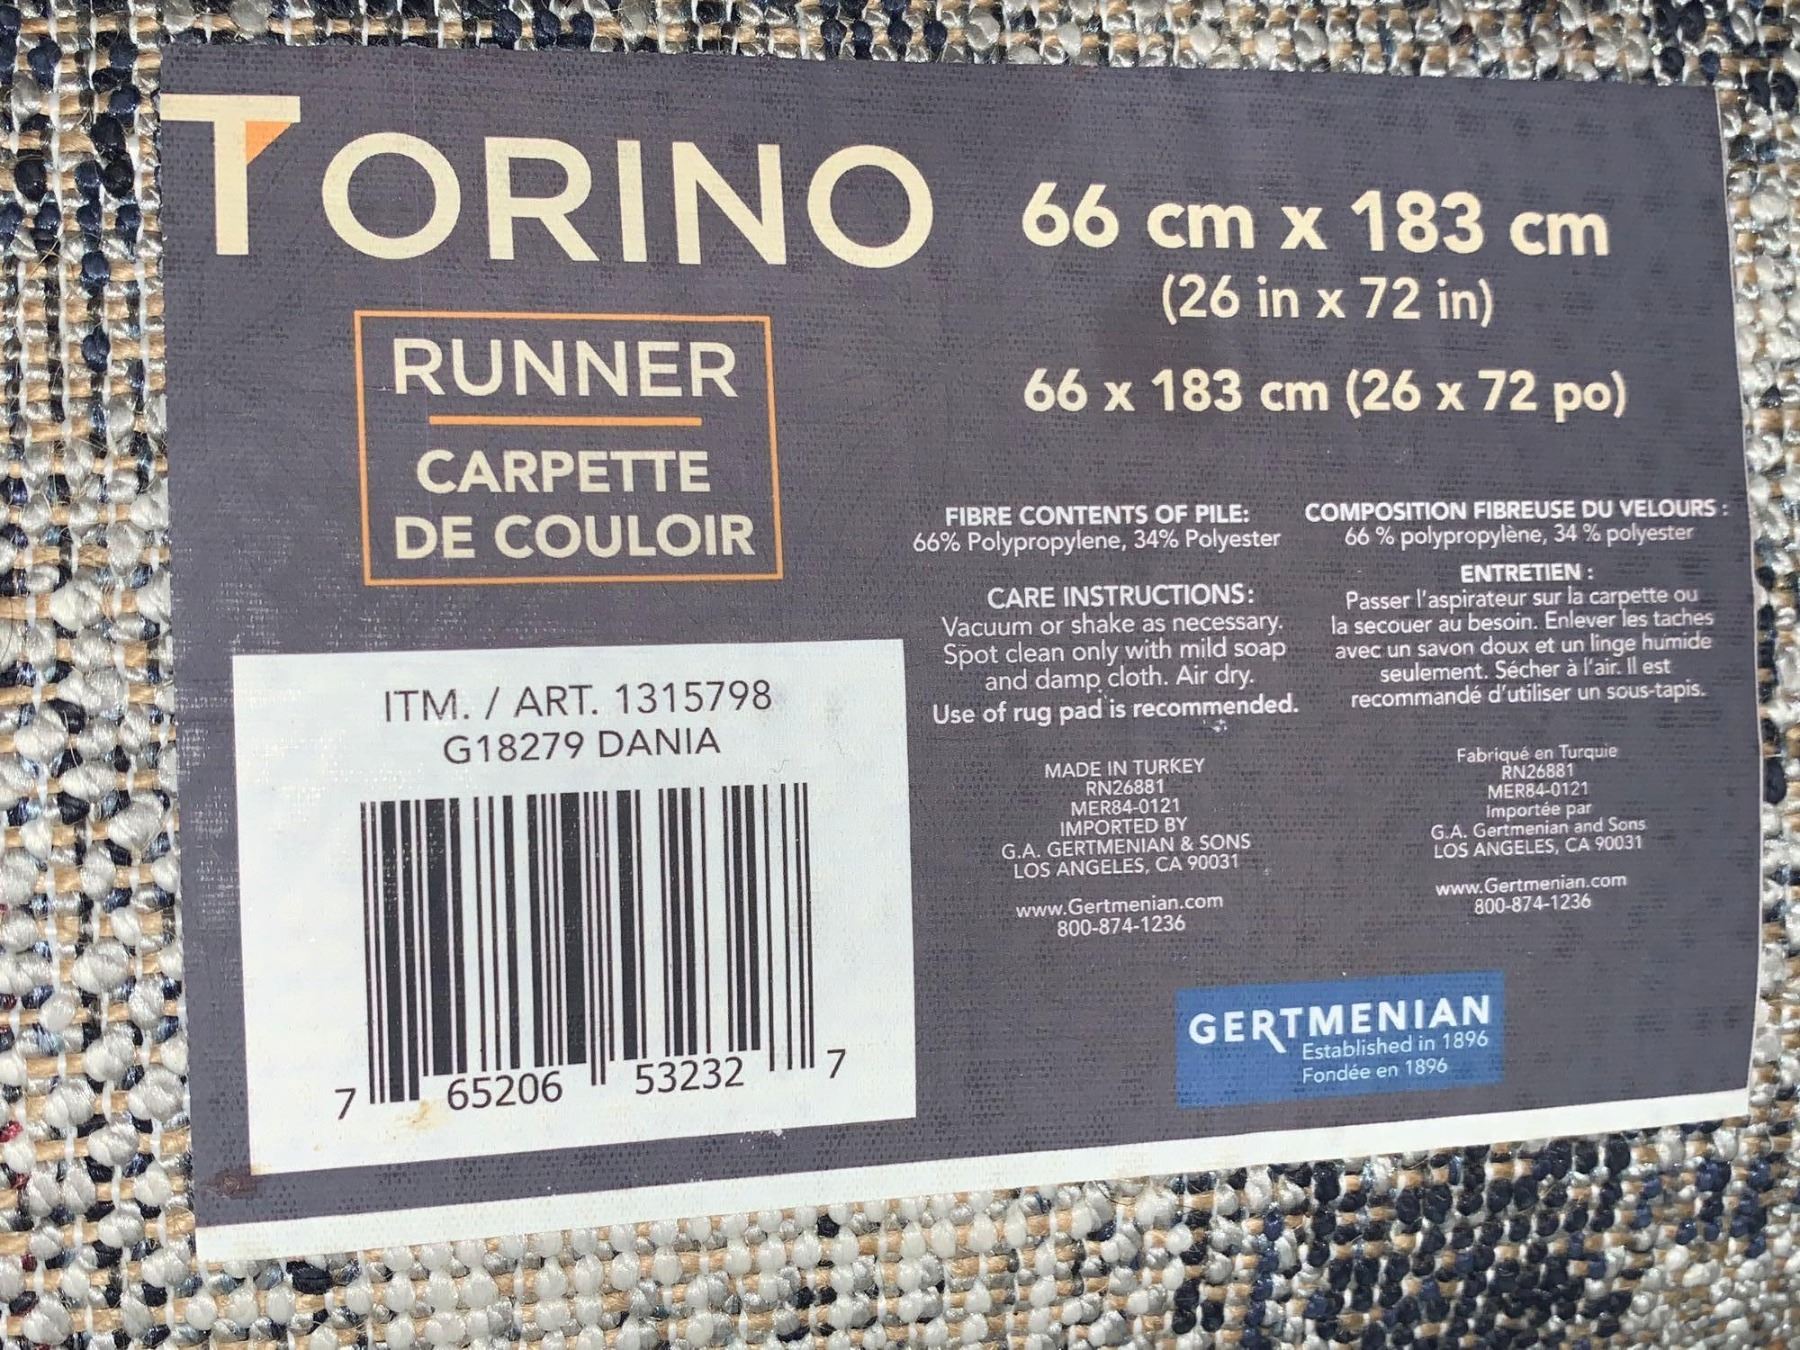 TORINO
RUNNER
CARPETTE
DE COULOIR
66 cm x 183 cm
(26 in x 72 in)
66 x 183 cm (26 x 72 po)
FIBRE CONTENTS OF PILE:
66% Polypropylene, 34% Polyester
CARE INSTRUCTIONS:
Vacuum or shake as necessary.
Spot clean only with mild soap
and damp cloth. Air dry.
Use of rug pad is recommended.
MADE IN TURKEY
RN26881
MER84-0121
IMPORTED BY
G.A. GERTMENIAN & SONS
LOS ANGELES, CA 90031
www.Gertmenian.com
800-874-1236
COMPOSITION FIBREUSE DU VELOURS :
66 % polypropylène, 34 % polyester
ENTRETIEN :
Passer l'aspirateur sur la carpette ou
la secouer au besoin. Enlever les taches
avec un savon doux et un linge humide
seulement. Sécher à l'air. Il est
recommandé d'utiliser un sous-tapis.
Fabriqué en Turquie
RN26881
MER84-0121
Importée par
G.A. Gertmenian and Sons
LOS ANGELES, CA 90031
www.Gertmenian.com
800-874-1236
ITM. / ART. 1315798
G18279 DANIA
7 65206 53232 7
GERTMENIAN
Established in 1896
Fondée en 1896